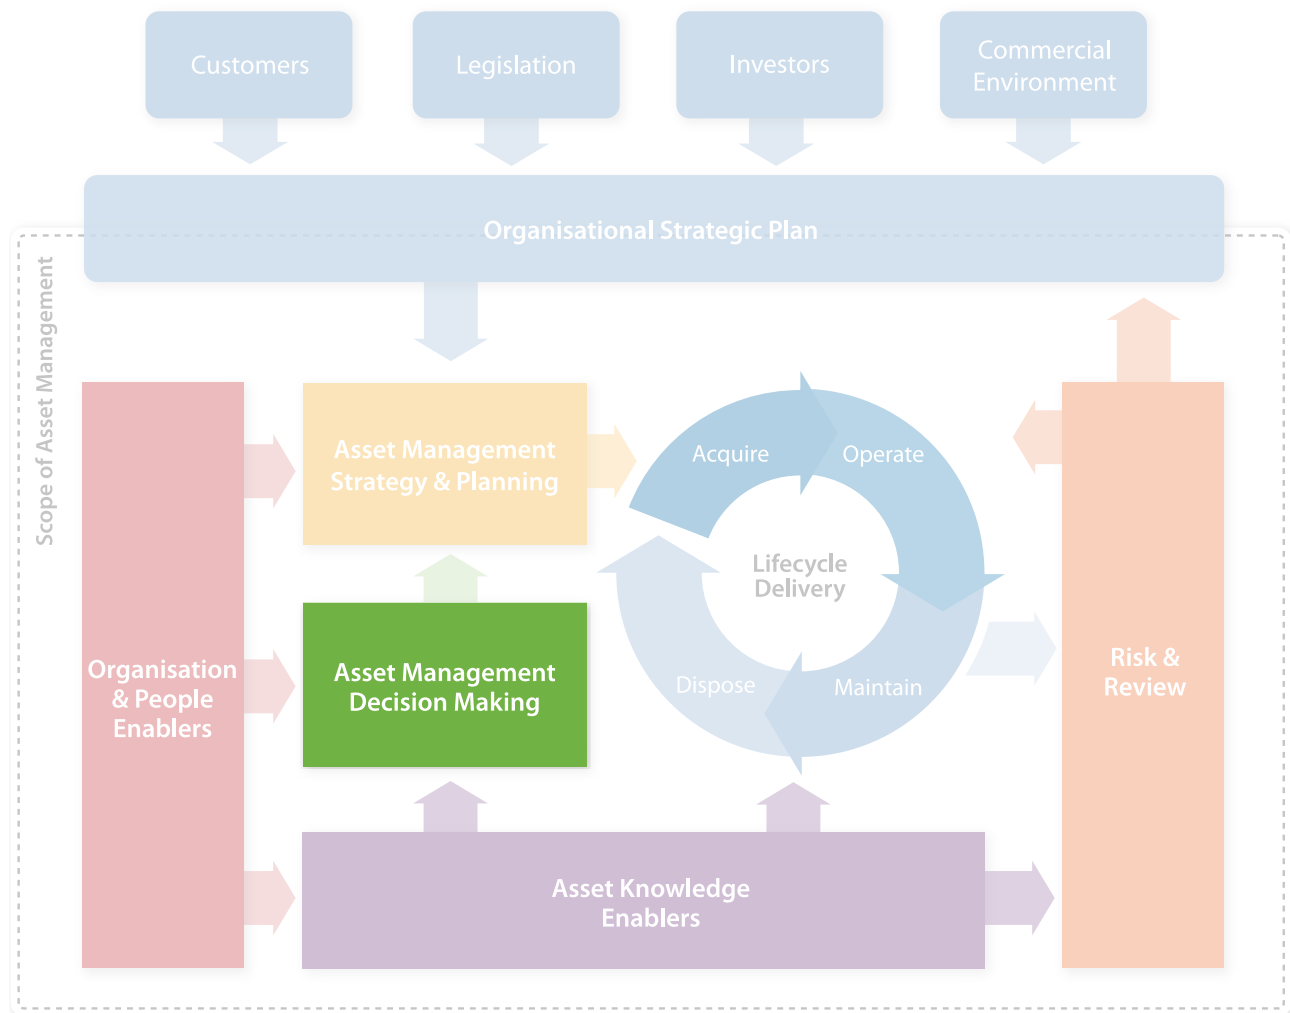 Customers
Legislation
Investors
Commercial
Environment
Organisational Strategic Plan
Scope of Asset Management
Asset Management
Strategy & Planning
Acquire
Operate
Lifecycle
Delivery
Dispose
Maintain
Organisation
& People
Enablers
Asset Management
Decision Making
Risk &
Review
Asset Knowledge
Enablers